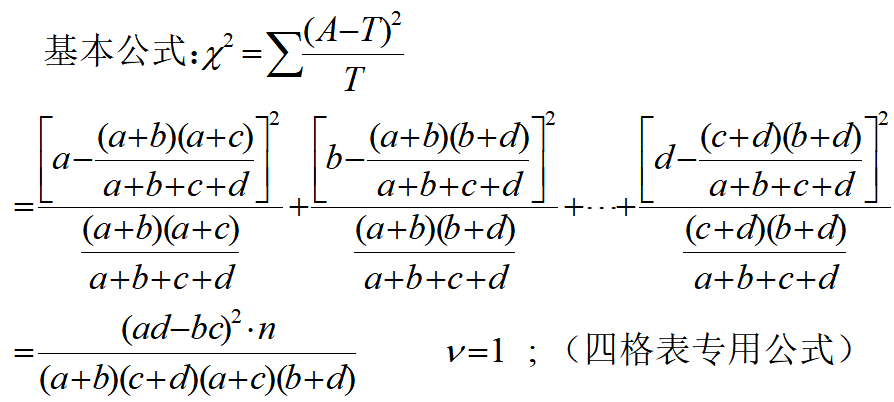 基本公式：χ² = ∑ (A−T)² / T
= [a − (a+b)(a+c) / (a+b+c+d)]² / [(a+b)(a+c) / (a+b+c+d)] + [b − (a+b)(b+d) / (a+b+c+d)]² / [(a+b)(b+d) / (a+b+c+d)] + ⋯ + [d − (c+d)(b+d) / (a+b+c+d)]² / [(c+d)(b+d) / (a+b+c+d)]
= (ad−bc)²·n / (a+b)(c+d)(a+c)(b+d) ν=1 ；（四格表专用公式）